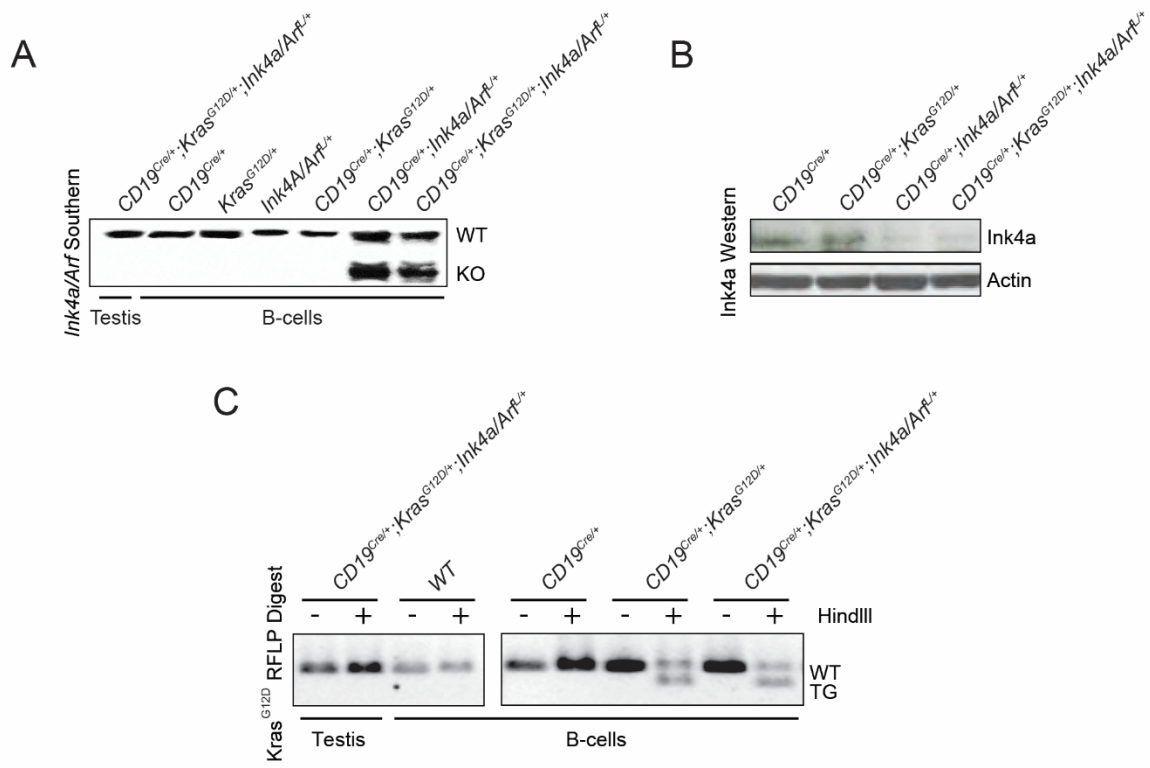 A
CD19Cre/+;KrasG12D/+;Ink4a/ArfL/+
CD19Cre/+
KrasG12D/+
Ink4A/ArfL/+
CD19Cre/+;KrasG12D/+
CD19Cre/+;Ink4a/ArfL/+
CD19Cre/+;KrasG12D/+;Ink4a/ArfL/+
Ink4a/Arf Southern
WT
KO
Testis
B-cells
B
CD19Cre/+
CD19Cre/+;KrasG12D/+
CD19Cre/+;Ink4a/ArfL/+
CD19Cre/+;KrasG12D/+;Ink4a/ArfL/+
Ink4a Western
Ink4a
Actin
C
CD19Cre/+;KrasG12D/+;Ink4a/ArfL/+
WT
CD19Cre/+
CD19Cre/+;KrasG12D/+
CD19Cre/+;KrasG12D/+;Ink4a/ArfL/+
- + - + - + - + - + HindIII
Kras G12D RFLP Digest
WT
TG
Testis
B-cells